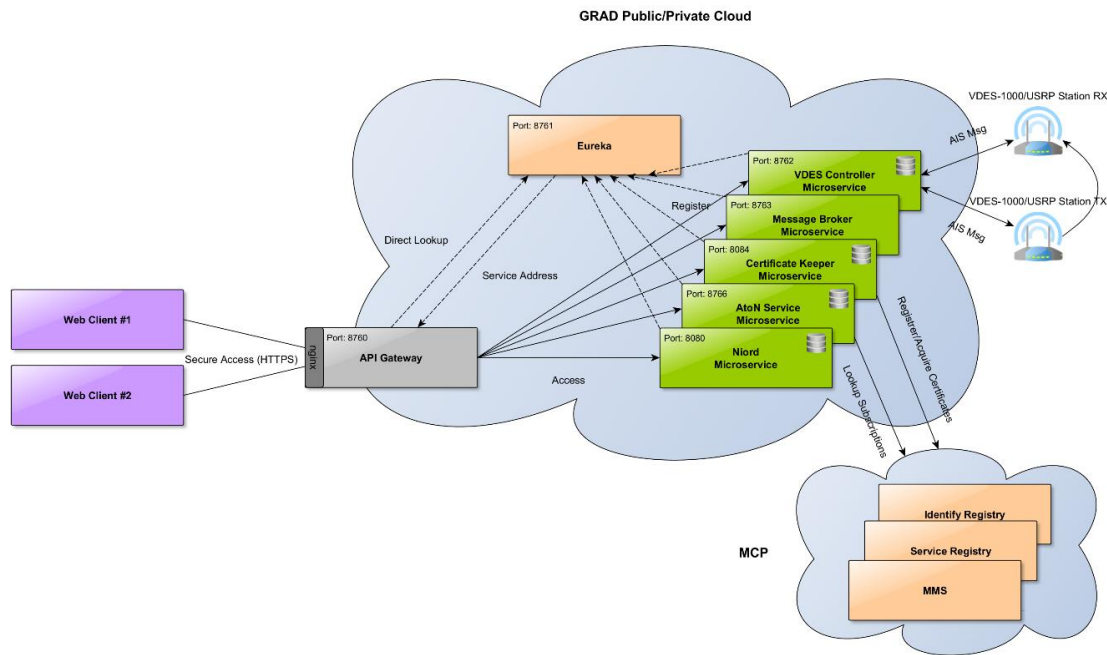 GRAD Public/Private Cloud
VDES-1000/USRP Station RX
Port: 8761
Eureka
AIS Msg
Port: 8762
VDES Controller
Microservice
Register
Port: 8763
Message Broker
Microservice
VDES-1000/USRP Station TX
AIS Msg
Direct Lookup
Port: 8084
Certificate Keeper
Microservice
Service Address
Port: 8766
AtoN Service
Microservice
Web Client #1
Registrer/Acquire Certificates
nginx
Port: 8760
API Gateway
Port: 8080
Niord
Microservice
Secure Access (HTTPS)
Access
Web Client #2
Lookup Subscriptions
Identify Registry
Service Registry
MCP
MMS